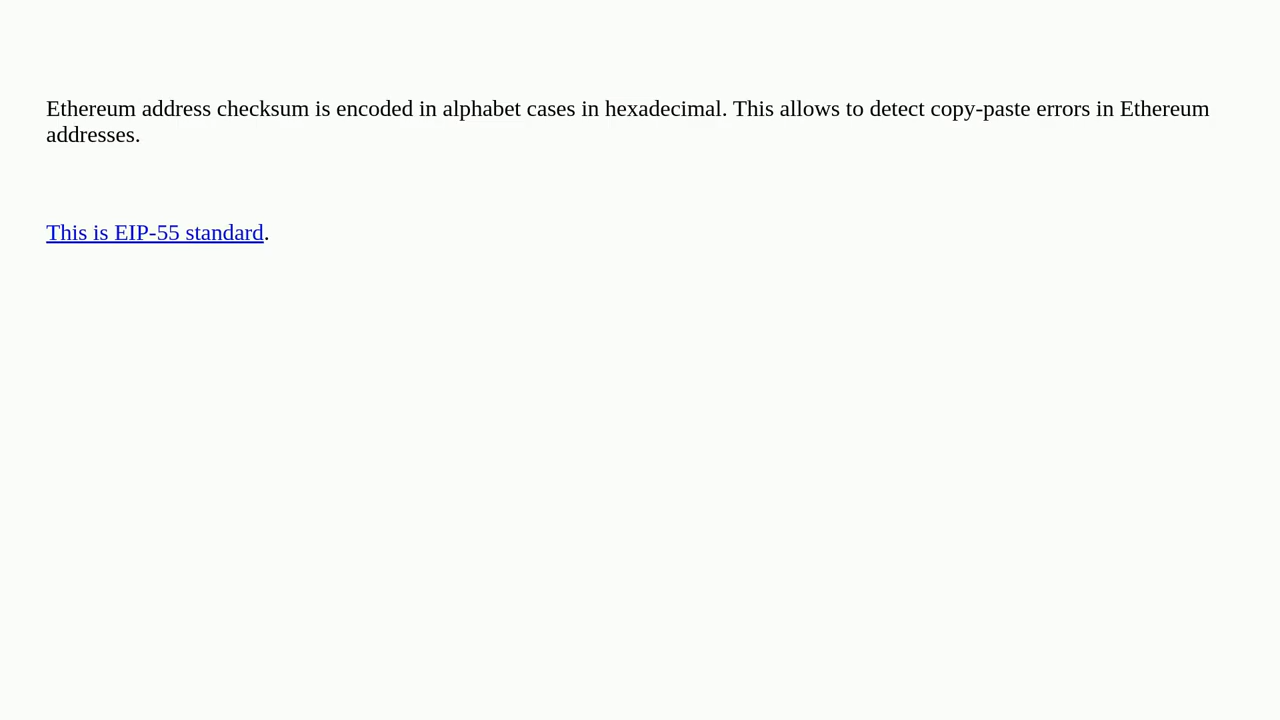 Ethereum address checksum is encoded in alphabet cases in hexadecimal. This allows to detect copy-paste errors in Ethereum
addresses.
This is EIP-55 standard.